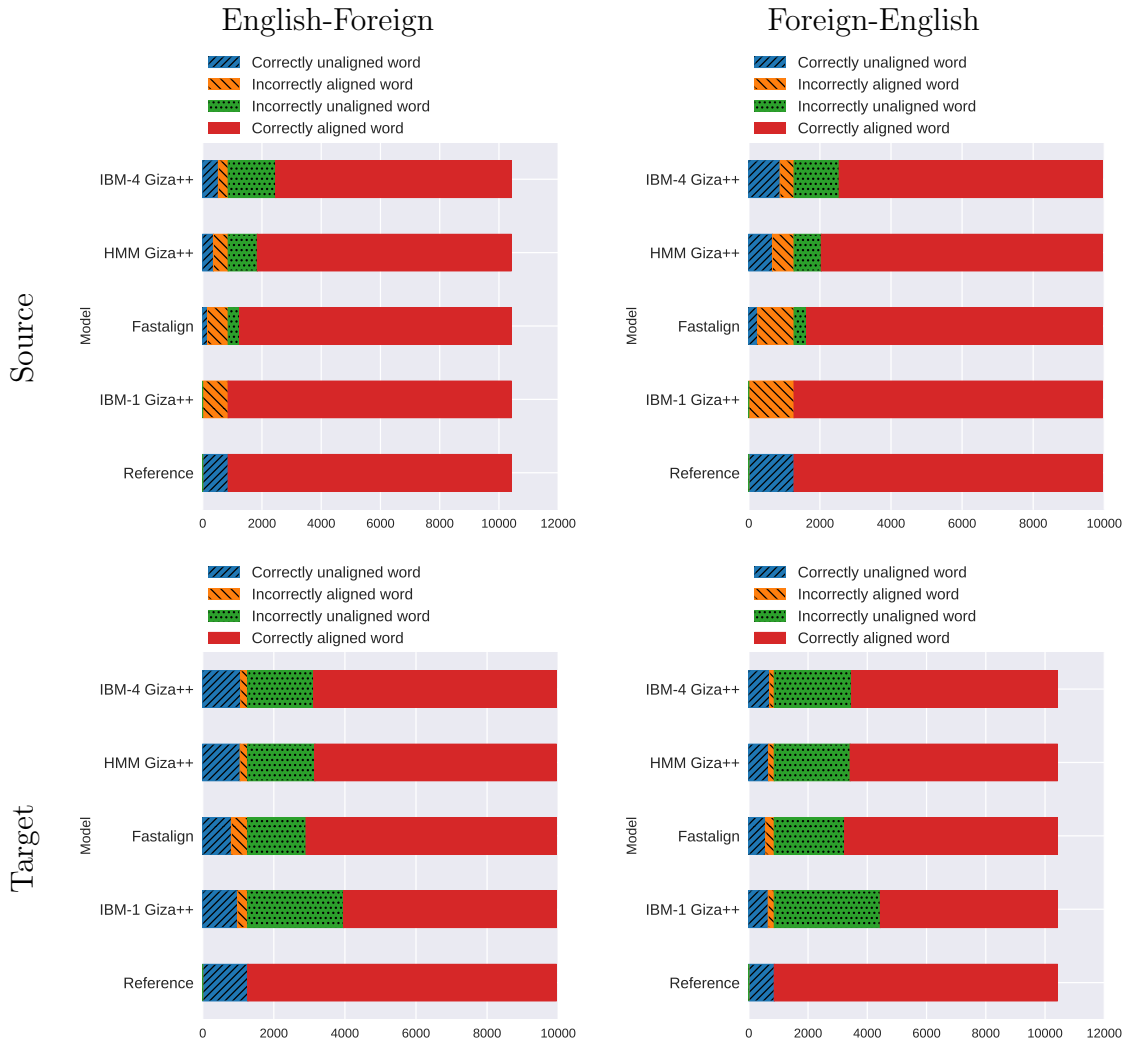 English-Foreign
Foreign-English
Source
Correctly unaligned word
Incorrectly aligned word
Incorrectly unaligned word
Correctly aligned word
Model
IBM-4 Giza++
HMM Giza++
Fastalign
IBM-1 Giza++
Reference
0 2000 4000 6000 8000 10000 12000
Correctly unaligned word
Incorrectly aligned word
Incorrectly unaligned word
Correctly aligned word
Model
IBM-4 Giza++
HMM Giza++
Fastalign
IBM-1 Giza++
Reference
0 2000 4000 6000 8000 10000
Target
Correctly unaligned word
Incorrectly aligned word
Incorrectly unaligned word
Correctly aligned word
Model
IBM-4 Giza++
HMM Giza++
Fastalign
IBM-1 Giza++
Reference
0 2000 4000 6000 8000 10000
Correctly unaligned word
Incorrectly aligned word
Incorrectly unaligned word
Correctly aligned word
Model
IBM-4 Giza++
HMM Giza++
Fastalign
IBM-1 Giza++
Reference
0 2000 4000 6000 8000 10000 12000